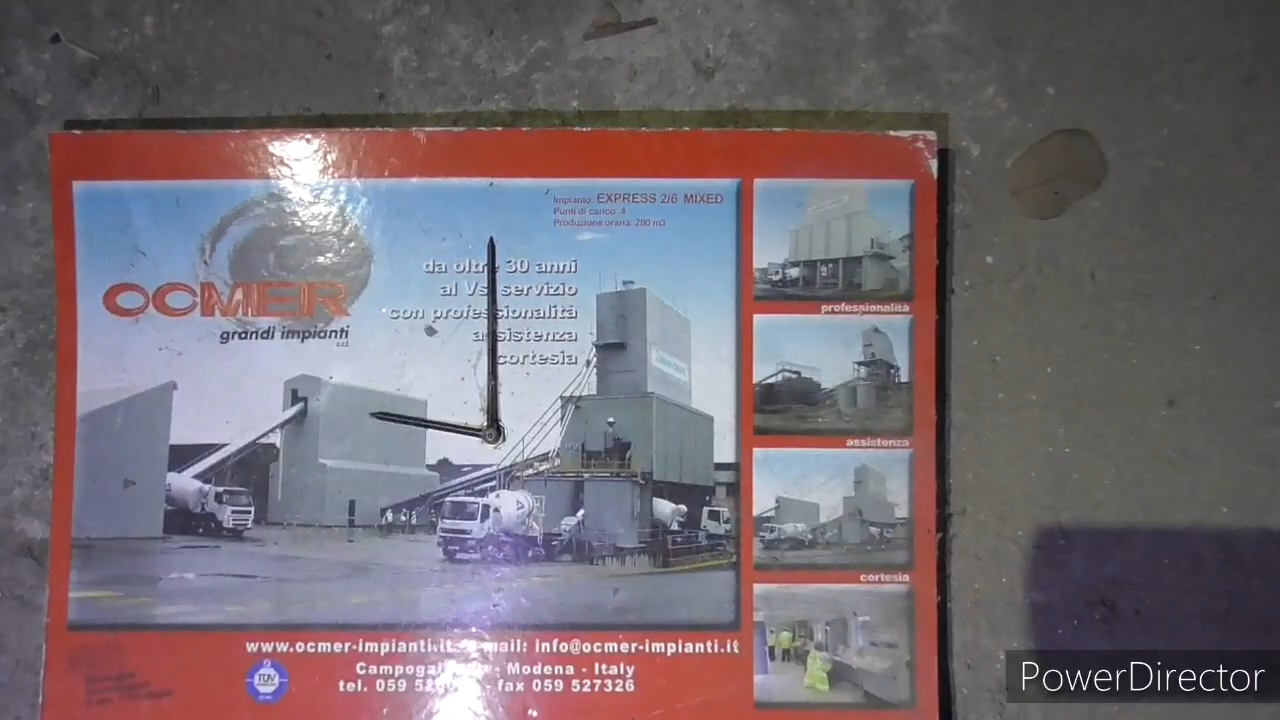 Impianto: EXPRESS 2/6 MIXED
Punti di carico: 4
Produzione oraria: 200 m3
da oltre 30 anni
al Vs. servizio
con professionalità
assistenza
cortesia
OCMER
grandi impianti
s.r.l.
professionalità
assistenza
cortesia
www.ocmer-impianti.it e-mail: info@ocmer-impianti.it
Campogalliano - Modena - Italy
tel. 059 - fax 059 527326
TÜV
PowerDirector